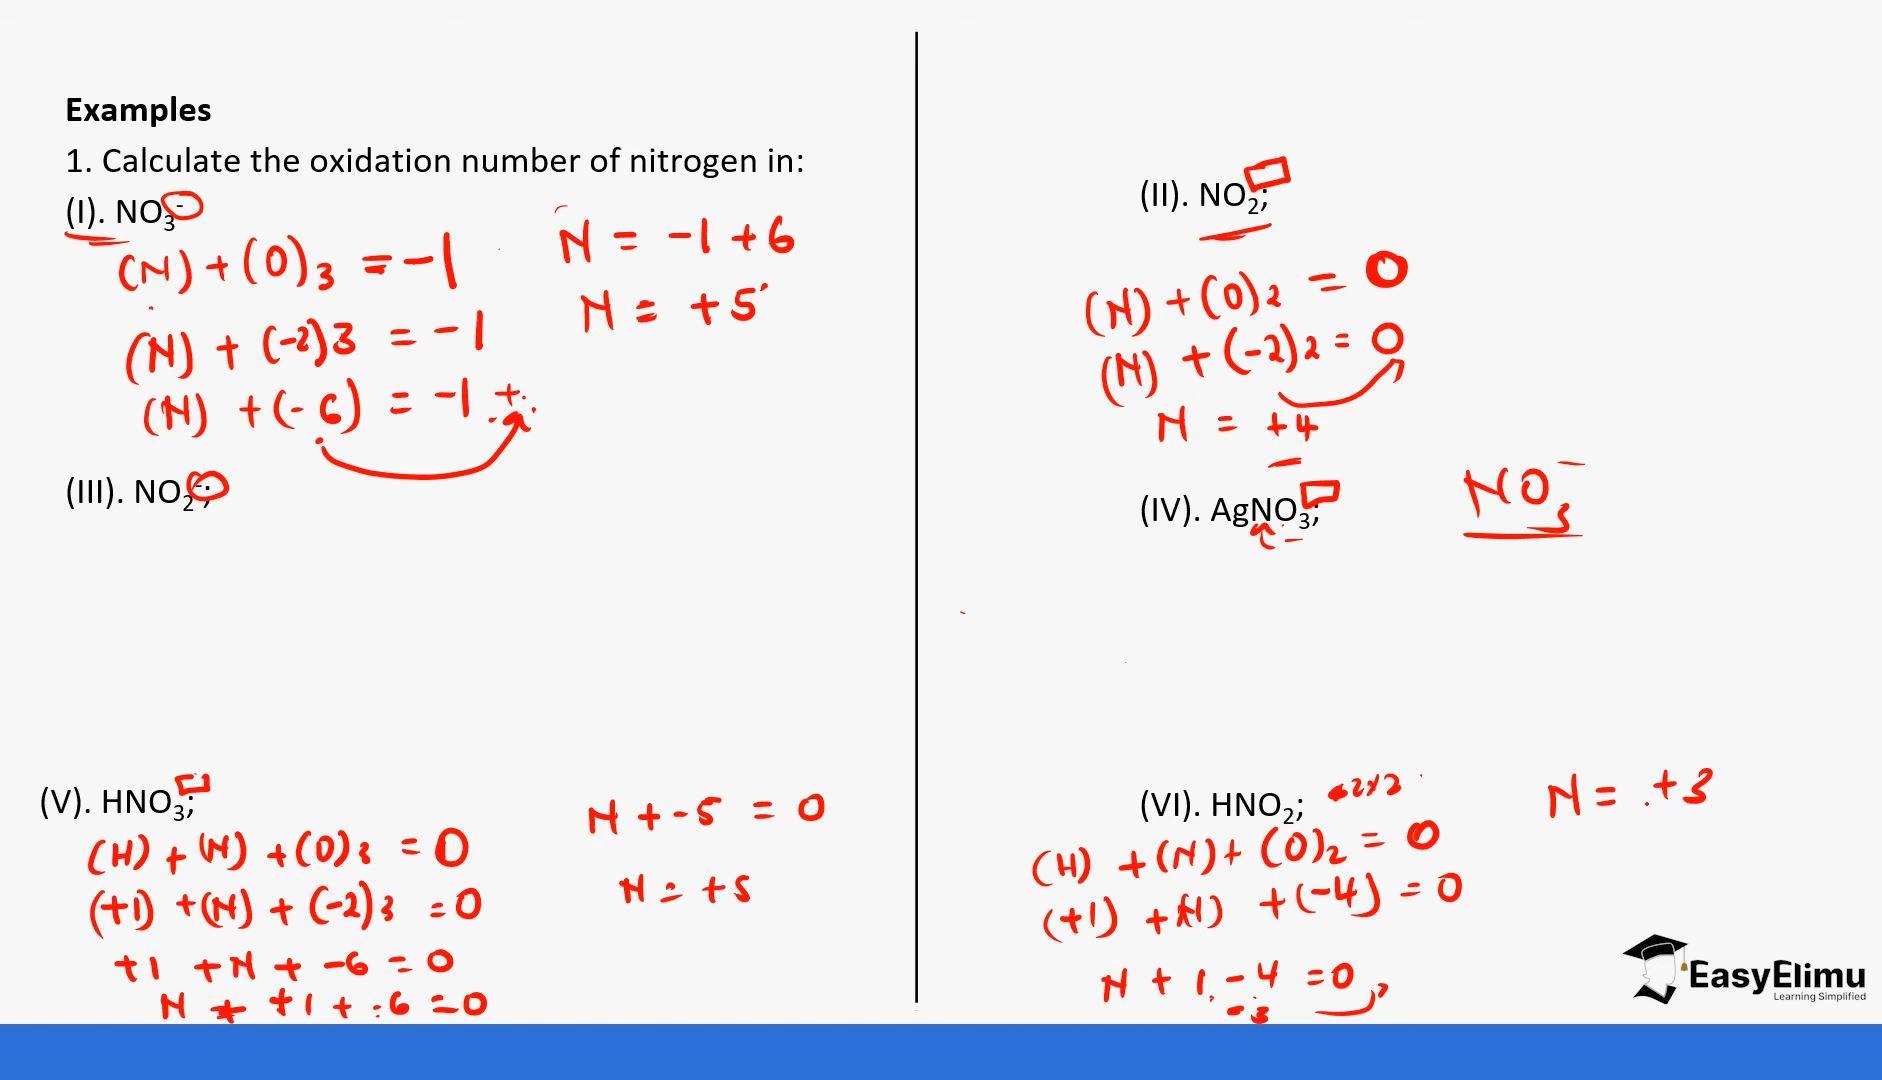 Examples
1. Calculate the oxidation number of nitrogen in:
(I). NO₃⁻
(N) + (O)₃ = -1
(N) + (-2)3 = -1
(N) + (-6) = -1 +
N = -1 + 6
N = +5
(II). NO₂;
(N) + (O)₂ = 0
(N) + (-2)2 = 0
N = +4
(III). NO₂⁻;
(IV). AgNO₃;
NO₃⁻
(V). HNO₃;
(H) + (N) + (O)₃ = 0
(+1) + (N) + (-2)3 = 0
+1 + N + -6 = 0
N + +1 + -6 = 0
N + -5 = 0
N = +5
(VI). HNO₂;
-2x2
(H) + (N) + (O)₂ = 0
(+1) + (N) + (-4) = 0
N + 1 - 4 = 0
-3
N = +3
EasyElimu
Learning Simplified